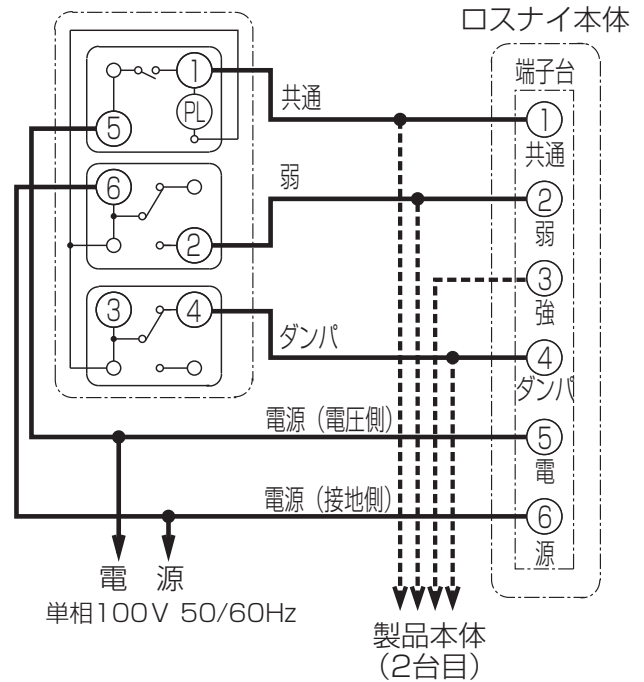 ロスナイ本体
端子台
① 共通 ①
PL
共通
⑤
⑥ 弱 ②
弱
②
③
強
③ ④
ダンパ ④
ダンパ
電源（電圧側） ⑤
電
電源（接地側） ⑥
源
電 源
単相100V 50/60Hz
製品本体
（2台目）